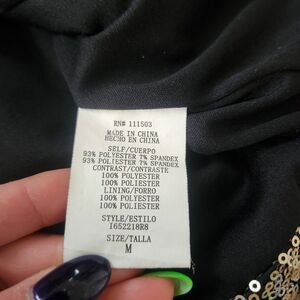 RN# 111503
MADE IN CHINA
HECHO EN CHINA
SELF/CUERPO
93% POLYESTER 7% SPANDEX
93% POLIESTER 7% SPANDEX
CONTRAST/CONTRASTE
100% POLYESTER
100% POLIESTER
LINING/FORRO
100% POLYESTER
100% POLIESTER
STYLE/ESTILO
I652218R8
SIZE/TALLA
M